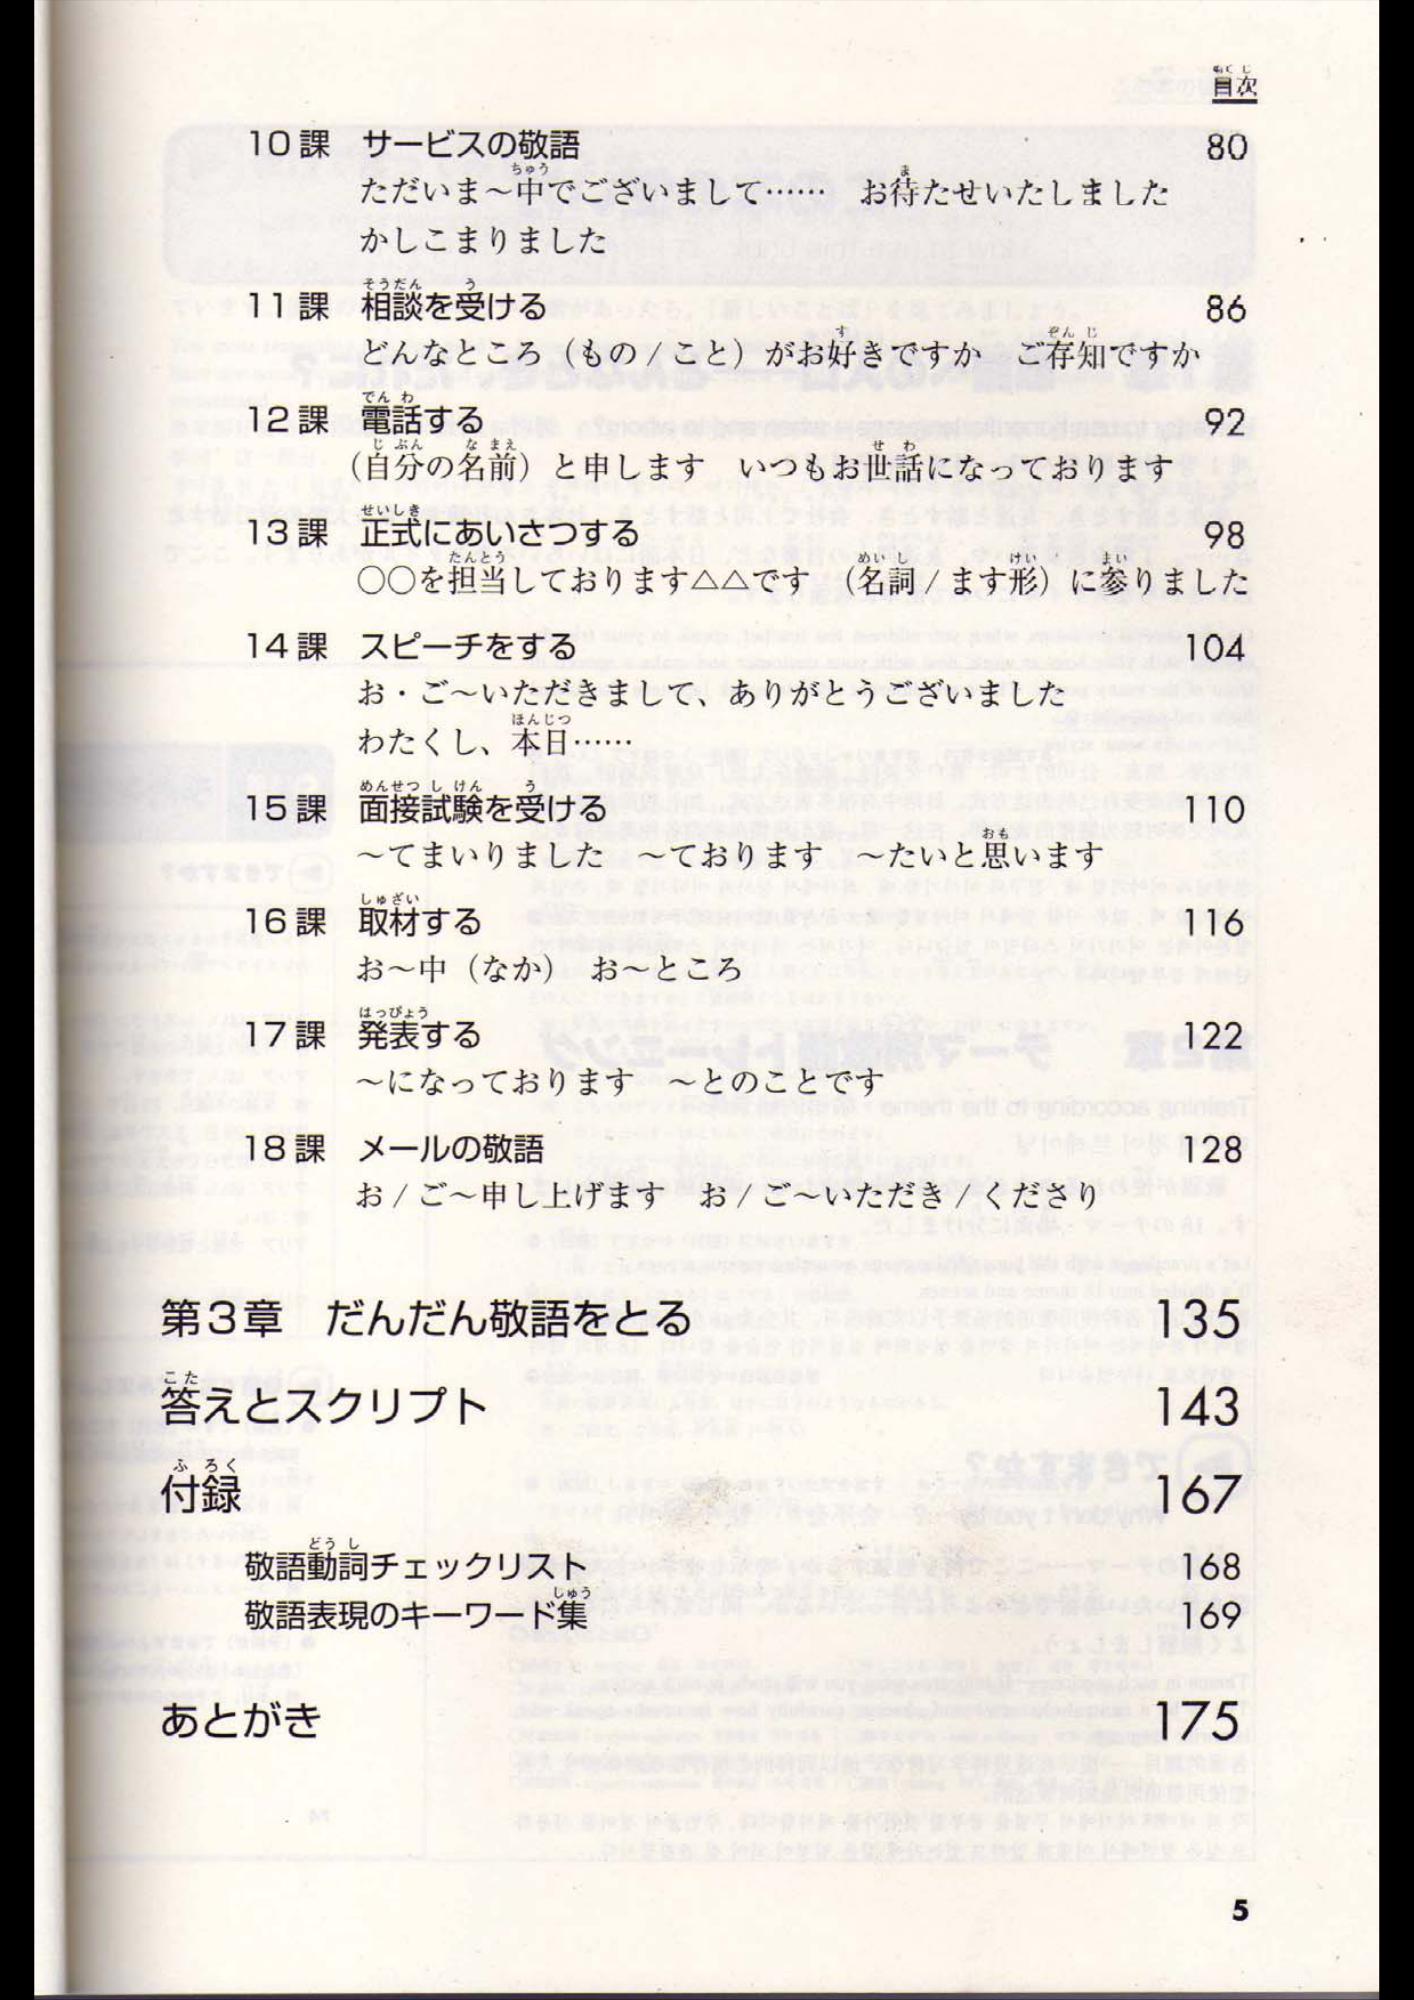 目次
10課　サービスの敬語　80
ただいま～中でございまして……　お待たせいたしました
かしこまりました
11課　相談を受ける　86
どんなところ（もの / こと）がお好きですか　ご存知ですか
12課　電話する　92
（自分の名前）と申します　いつもお世話になっております
13課　正式にあいさつする　98
○○を担当しております△△です　（名詞 / ます形）に参りました
14課　スピーチをする　104
お・ご～いただきまして、ありがとうございました
わたくし、本日……
15課　面接試験を受ける　110
～てまいりました　～ております　～たいと思います
16課　取材する　116
お～中（なか）　お～ところ
17課　発表する　122
～になっております　～とのことです
18課　メールの敬語　128
お / ご～申し上げます　お / ご～いただき / くださり
第3章　だんだん敬語をとる　135
答えとスクリプト　143
付録　167
敬語動詞チェックリスト　168
敬語表現のキーワード集　169
あとがき　175
5